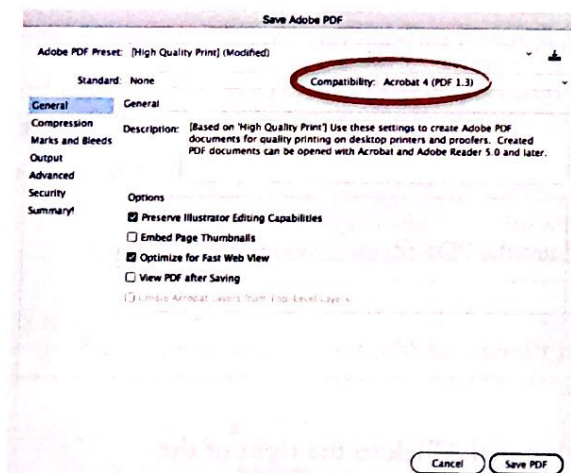 Save Adobe PDF
Adobe PDF Preset: [High Quality Print] (Modified)
Standard: None
Compatibility: Acrobat 4 (PDF 1.3)
General
Compression
Marks and Bleeds
Output
Advanced
Security
Summary!
General
Description: [Based on 'High Quality Print'] Use these settings to create Adobe PDF
documents for quality printing on desktop printers and proofers. Created
PDF documents can be opened with Acrobat and Adobe Reader 5.0 and later.
Options
Preserve Illustrator Editing Capabilities
Embed Page Thumbnails
Optimize for Fast Web View
View PDF after Saving
Create Acrobat Layers from Top-Level Layers
Cancel
Save PDF